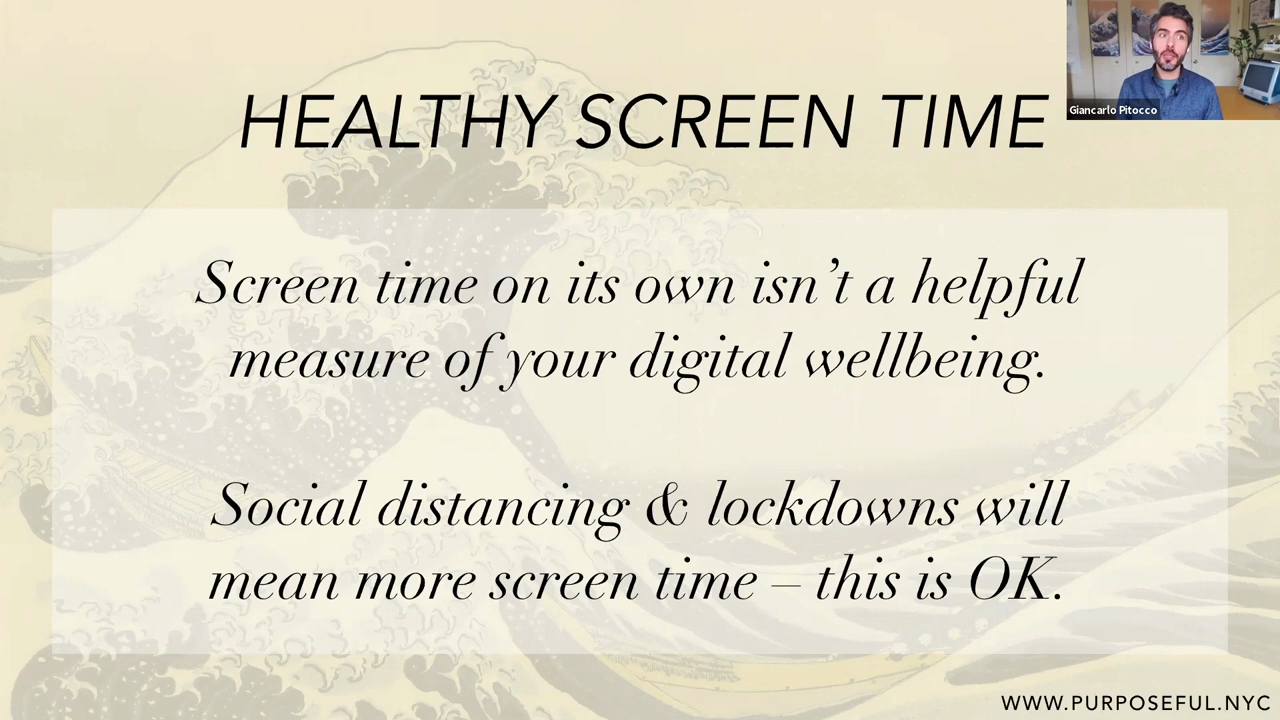 Giancarlo Pitocco
HEALTHY SCREEN TIME
Screen time on its own isn’t a helpful
measure of your digital wellbeing.
Social distancing & lockdowns will
mean more screen time – this is OK.
WWW.PURPOSEFUL.NYC